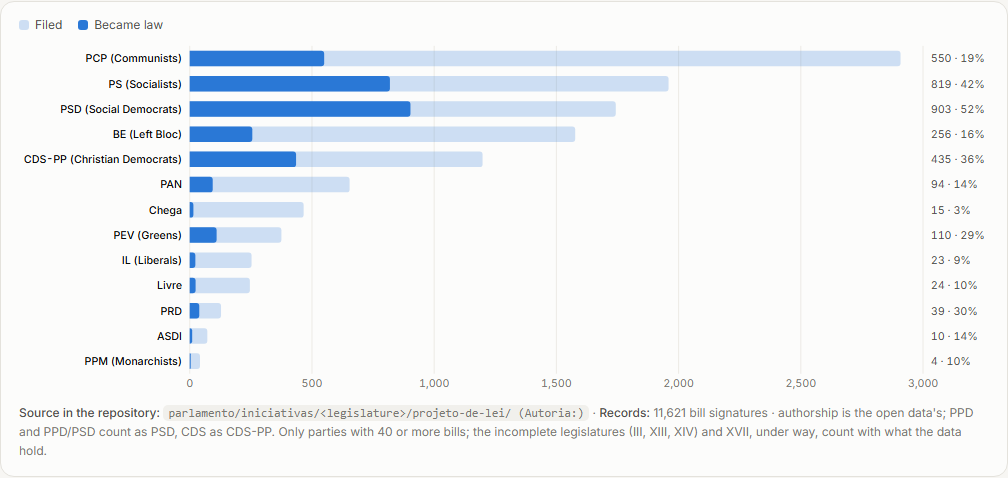 Filed Became law
PCP (Communists) 550 · 19%
PS (Socialists) 819 · 42%
PSD (Social Democrats) 903 · 52%
BE (Left Bloc) 256 · 16%
CDS-PP (Christian Democrats) 435 · 36%
PAN 94 · 14%
Chega 15 · 3%
PEV (Greens) 110 · 29%
IL (Liberals) 23 · 9%
Livre 24 · 10%
PRD 39 · 30%
ASDI 10 · 14%
PPM (Monarchists) 4 · 10%
0 500 1,000 1,500 2,000 2,500 3,000
Source in the repository: parlamento/iniciativas/<legislature>/projeto-de-lei/ (Autoria:) · Records: 11,621 bill signatures · authorship is the open data's; PPD
and PPD/PSD count as PSD, CDS as CDS-PP. Only parties with 40 or more bills; the incomplete legislatures (III, XIII, XIV) and XVII, under way, count with what the data
hold.